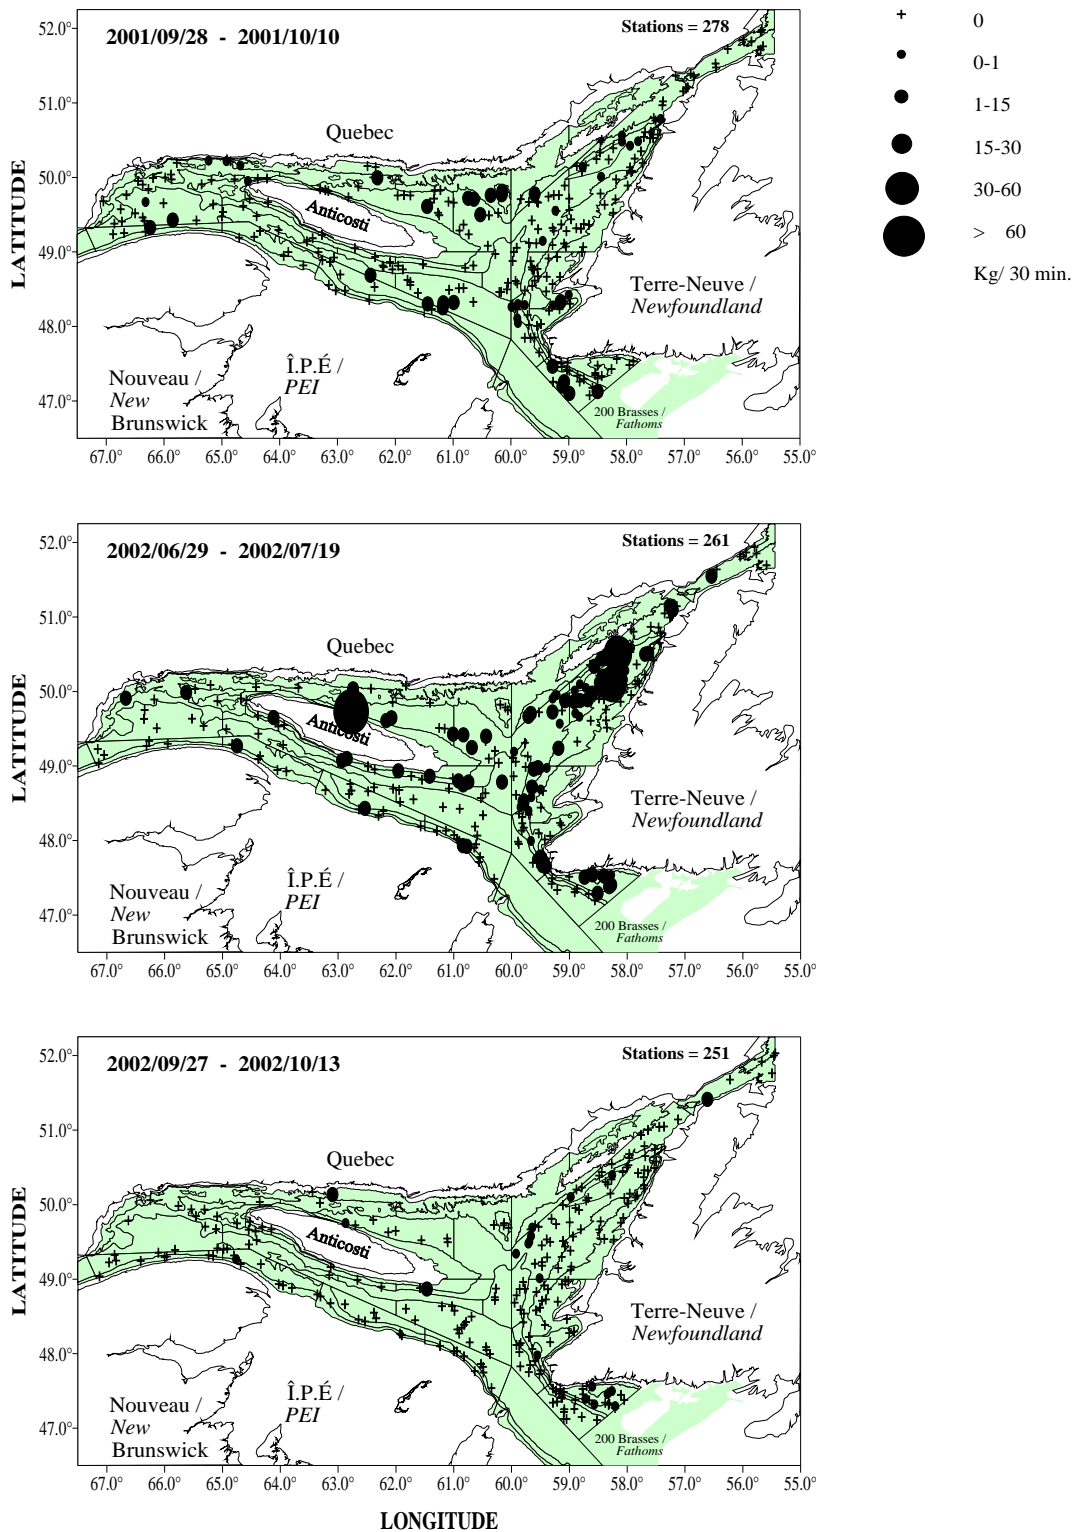 2001/09/28 - 2001/10/10
Stations = 278
52.0°
51.0°
50.0°
49.0°
48.0°
47.0°
LATITUDE
Quebec
Anticosti
Terre-Neuve /
Newfoundland
Nouveau /
New
Brunswick
Î.P.É /
PEI
200 Brasses /
Fathoms
67.0° 66.0° 65.0° 64.0° 63.0° 62.0° 61.0° 60.0° 59.0° 58.0° 57.0° 56.0° 55.0°
0
0-1
1-15
15-30
30-60
> 60
Kg/ 30 min.
2002/06/29 - 2002/07/19
Stations = 261
52.0°
51.0°
50.0°
49.0°
48.0°
47.0°
LATITUDE
Quebec
Anticosti
Terre-Neuve /
Newfoundland
Nouveau /
New
Brunswick
Î.P.É /
PEI
200 Brasses /
Fathoms
67.0° 66.0° 65.0° 64.0° 63.0° 62.0° 61.0° 60.0° 59.0° 58.0° 57.0° 56.0° 55.0°
2002/09/27 - 2002/10/13
Stations = 251
52.0°
51.0°
50.0°
49.0°
48.0°
47.0°
LATITUDE
Quebec
Anticosti
Terre-Neuve /
Newfoundland
Nouveau /
New
Brunswick
Î.P.É /
PEI
200 Brasses /
Fathoms
67.0° 66.0° 65.0° 64.0° 63.0° 62.0° 61.0° 60.0° 59.0° 58.0° 57.0° 56.0° 55.0°
LONGITUDE